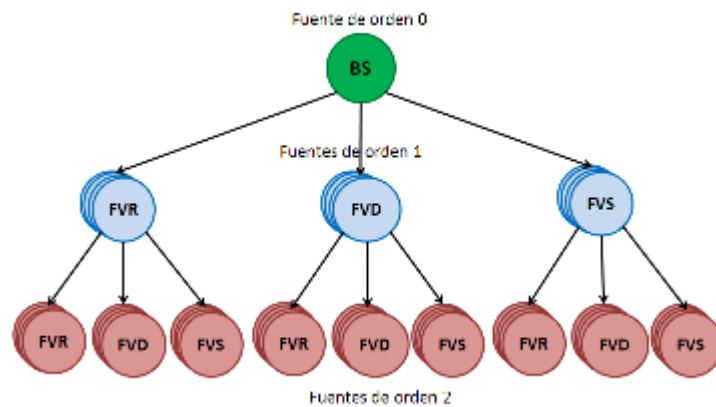 Fuente de orden 0
BS
Fuentes de orden 1
FVR
FVD
FVS
FVR
FVD
FVS
FVR
FVD
FVS
FVR
FVD
FVS
Fuentes de orden 2